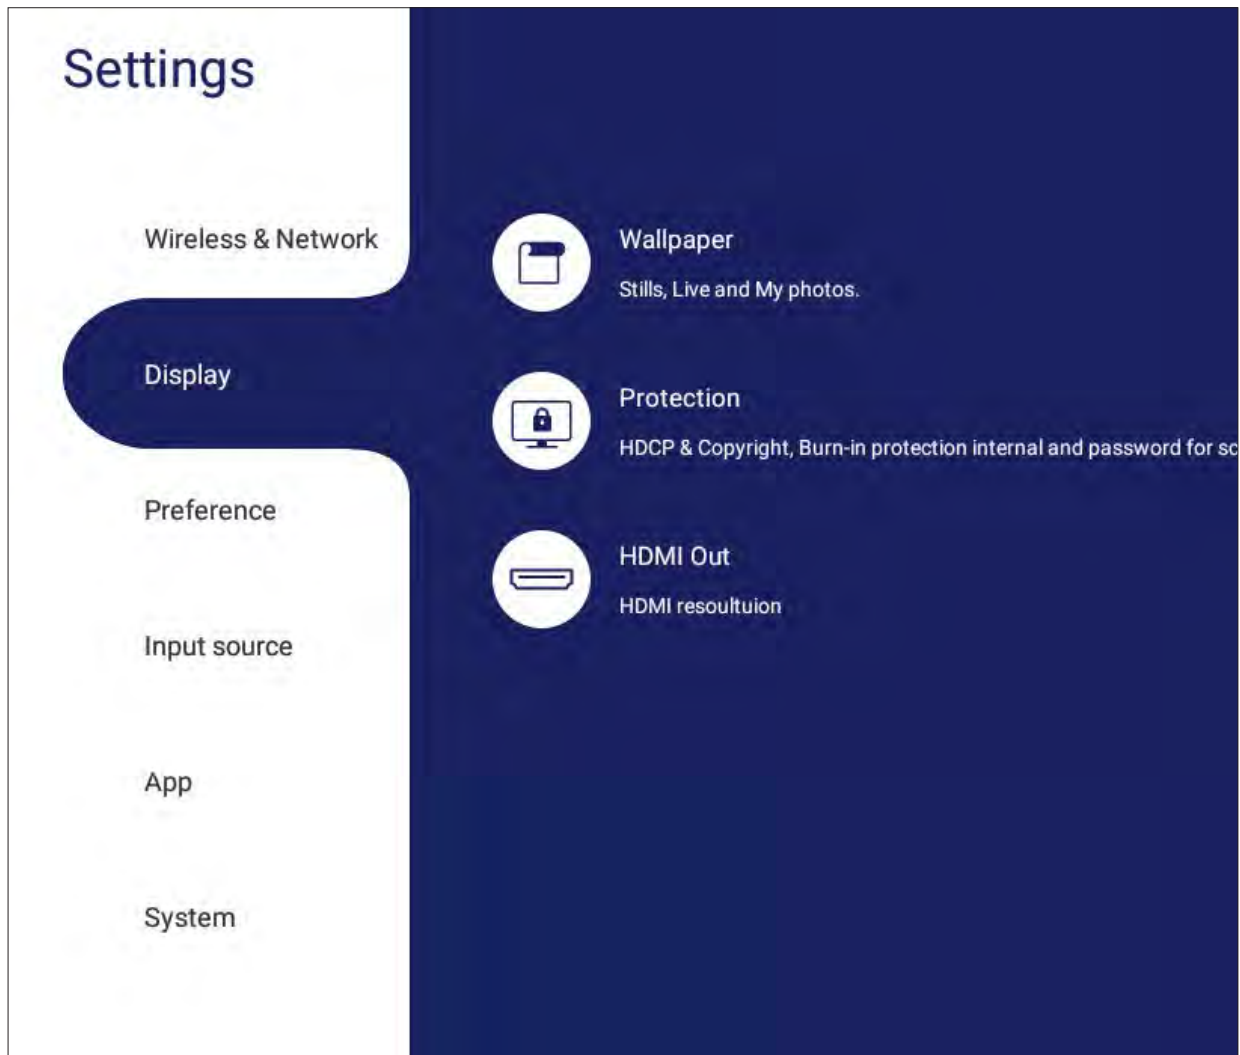 Settings
Wireless & Network
Display
Preference
Input source
App
System
Wallpaper
Stills, Live and My photos.
Protection
HDCP & Copyright, Burn-in protection internal and password for sc
HDMI Out
HDMI resoultuion